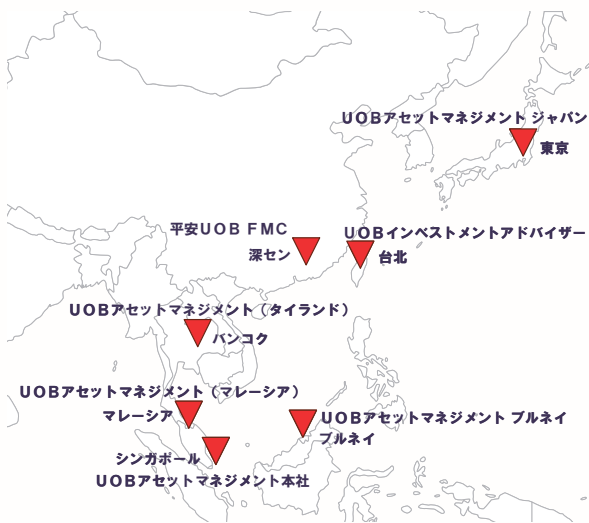 UOBアセットマネジメント ジャパン
東京
平安UOB FMC
深セン
UOBインベストメントアドバイザー
台北
UOBアセットマネジメント（タイランド）
バンコク
UOBアセットマネジメント（マレーシア）
マレーシア
UOBアセットマネジメント ブルネイ
ブルネイ
シンガポール
UOBアセットマネジメント本社